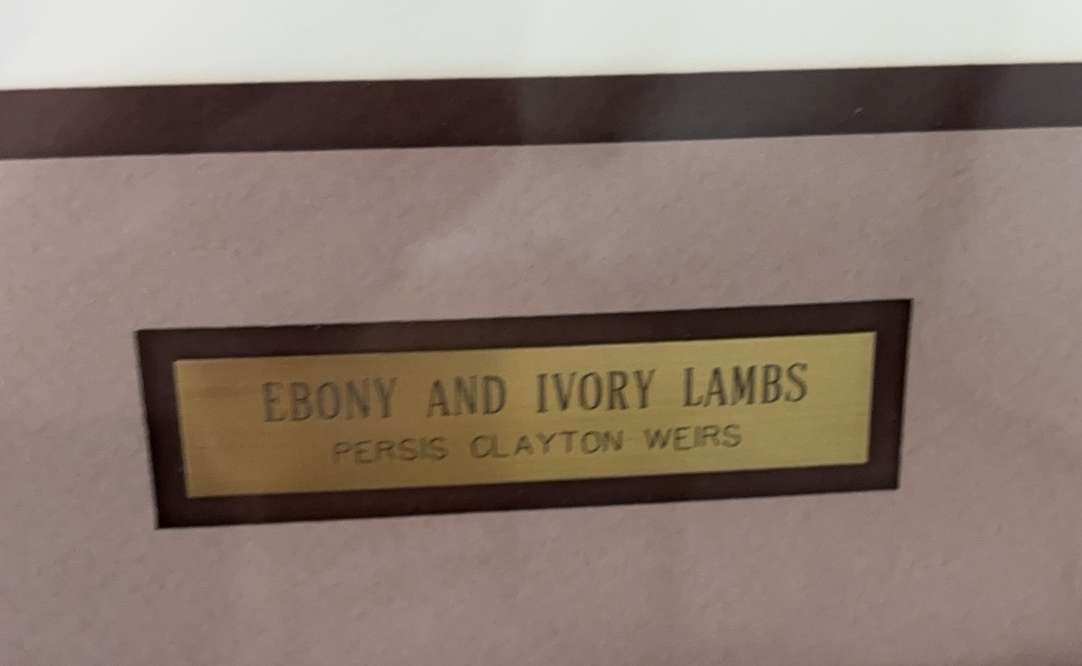 EBONY AND IVORY LAMBS
PERSIS CLAYTON WEIRS